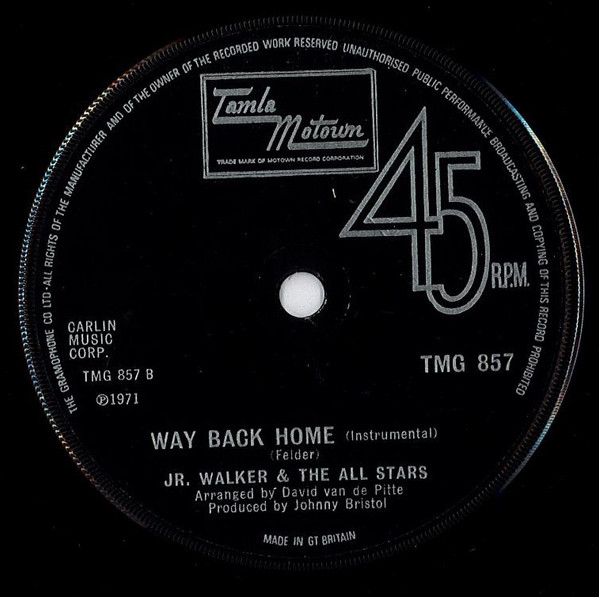 THE GRAMOPHONE CO LTD·ALL RIGHTS OF THE MANUFACTURER AND OF THE OWNER OF THE RECORDED WORK RESERVED UNAUTHORISED PUBLIC PERFORMANCE BROADCASTING AND COPYING OF THIS RECORD PROHIBITED
Tamla
Motown
TRADE MARK OF MOTOWN RECORD CORPORATION
45
R.P.M.
CARLIN
MUSIC
CORP.
TMG 857 B
℗1971
TMG 857
WAY BACK HOME (Instrumental)
(Felder)
JR. WALKER & THE ALL STARS
Arranged by David van de Pitte
Produced by Johnny Bristol
MADE IN GT BRITAIN